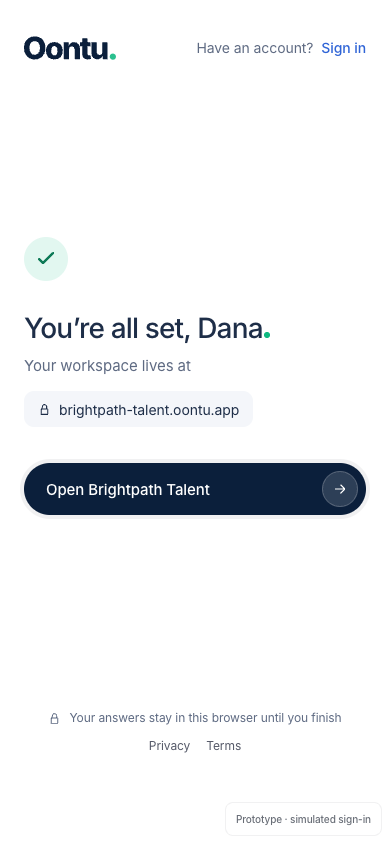 Oontu.
Have an account? Sign in
You’re all set, Dana.
Your workspace lives at
brightpath-talent.oontu.app
Open Brightpath Talent
Your answers stay in this browser until you finish
Privacy Terms
Prototype · simulated sign-in